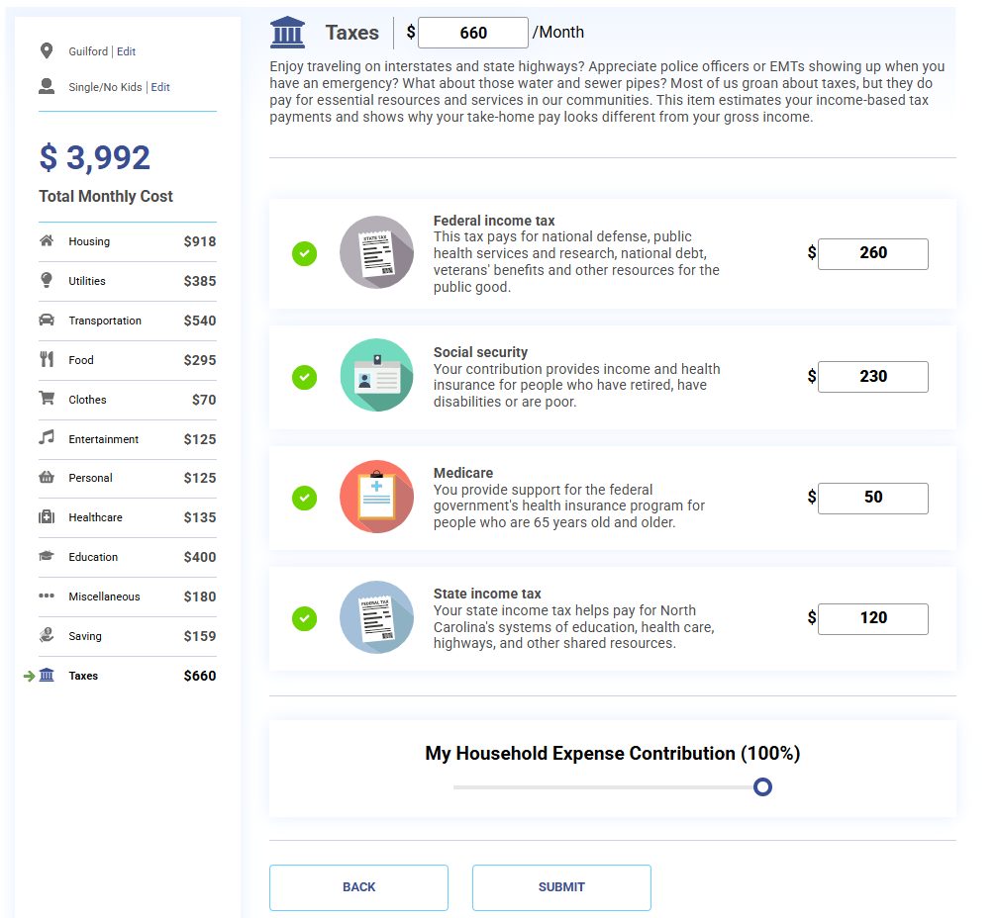 Guilford | Edit
Single/No Kids | Edit
$ 3,992
Total Monthly Cost
Housing $918
Utilities $385
Transportation $540
Food $295
Clothes $70
Entertainment $125
Personal $125
Healthcare $135
Education $400
Miscellaneous $180
Saving $159
Taxes $660
Taxes $ 660 /Month
Enjoy traveling on interstates and state highways? Appreciate police officers or EMTs showing up when you
have an emergency? What about those water and sewer pipes? Most of us groan about taxes, but they do
pay for essential resources and services in our communities. This item estimates your income-based tax
payments and shows why your take-home pay looks different from your gross income.
STATE TAX
Federal income tax
This tax pays for national defense, public
health services and research, national debt,
veterans' benefits and other resources for the
public good.
$ 260
Social security
Your contribution provides income and health
insurance for people who have retired, have
disabilities or are poor.
$ 230
Medicare
You provide support for the federal
government's health insurance program for
people who are 65 years old and older.
$ 50
FEDERAL TAX
State income tax
Your state income tax helps pay for North
Carolina's systems of education, health care,
highways, and other shared resources.
$ 120
My Household Expense Contribution (100%)
BACK
SUBMIT